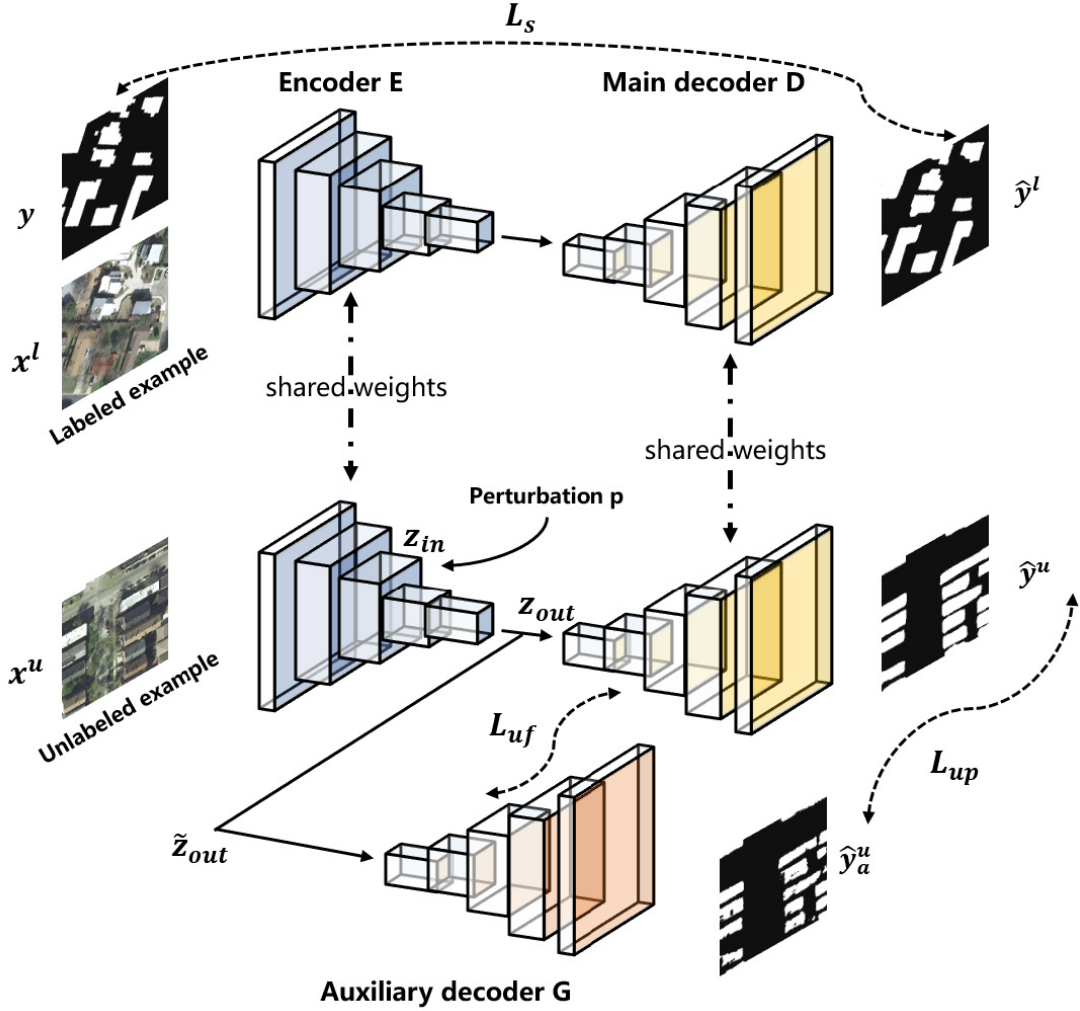 L_s
Encoder E
Main decoder D
y
ŷ^l
x^l
Labeled example
shared weights
shared weights
Perturbation p
z_in
z_out
ŷ^u
x^u
Unlabeled example
L_uf
L_up
z̃_out
ŷ_a^u
Auxiliary decoder G